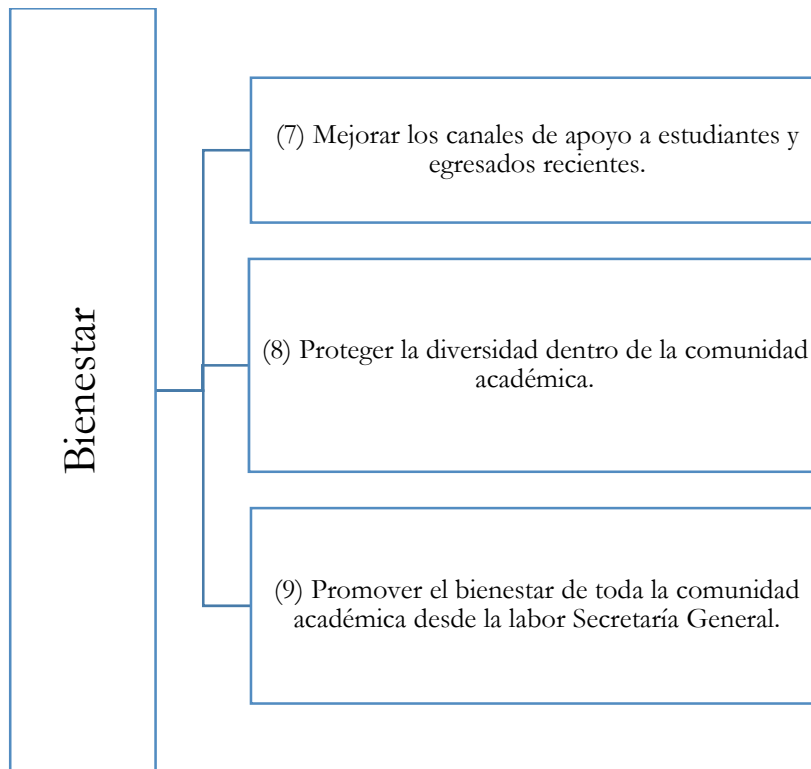 Bienestar
(7) Mejorar los canales de apoyo a estudiantes y
egresados recientes.
(8) Proteger la diversidad dentro de la comunidad
académica.
(9) Promover el bienestar de toda la comunidad
académica desde la labor Secretaría General.